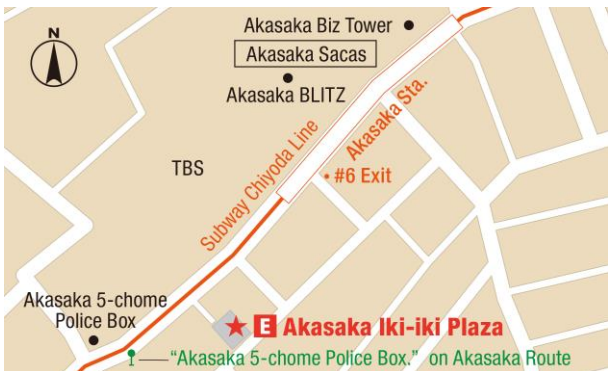 N
Akasaka Biz Tower
Akasaka Sacas
Akasaka BLITZ
Akasaka Sta.
Subway Chiyoda Line
TBS
#6 Exit
Akasaka 5-chome
Police Box
E Akasaka Iki-iki Plaza
“Akasaka 5-chome Police Box.” on Akasaka Route